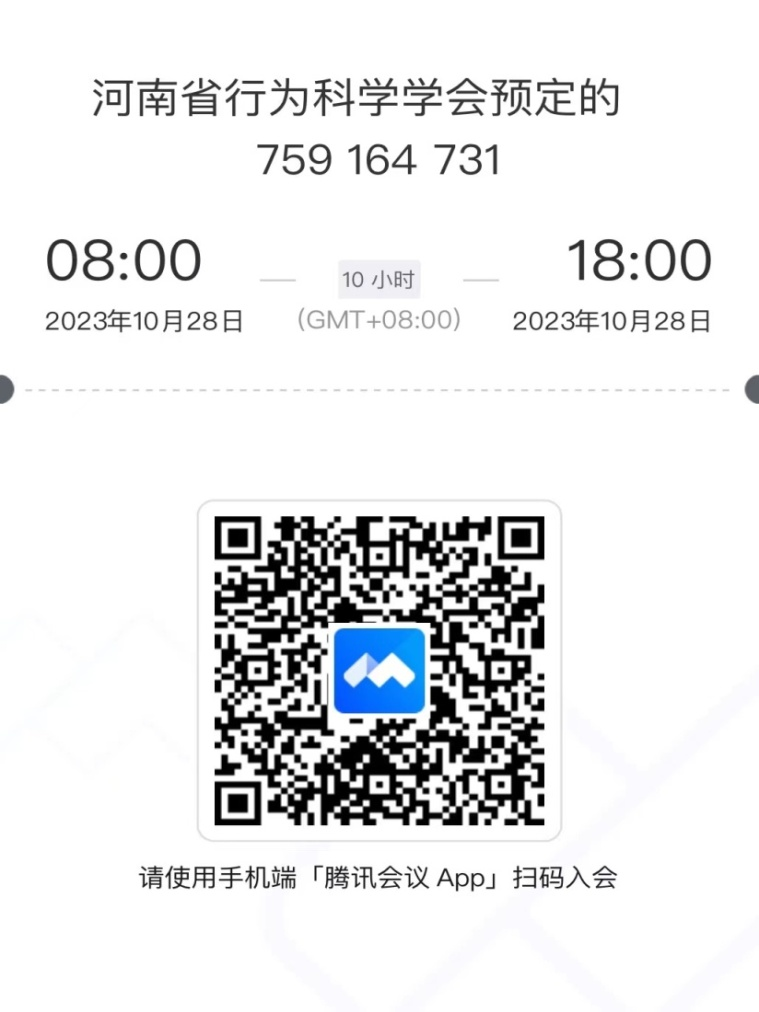 河南省行为科学学会预定的
759 164 731
08:00
10 小时
18:00
2023年10月28日
(GMT+08:00)
2023年10月28日
请使用手机端「腾讯会议 App」扫码入会